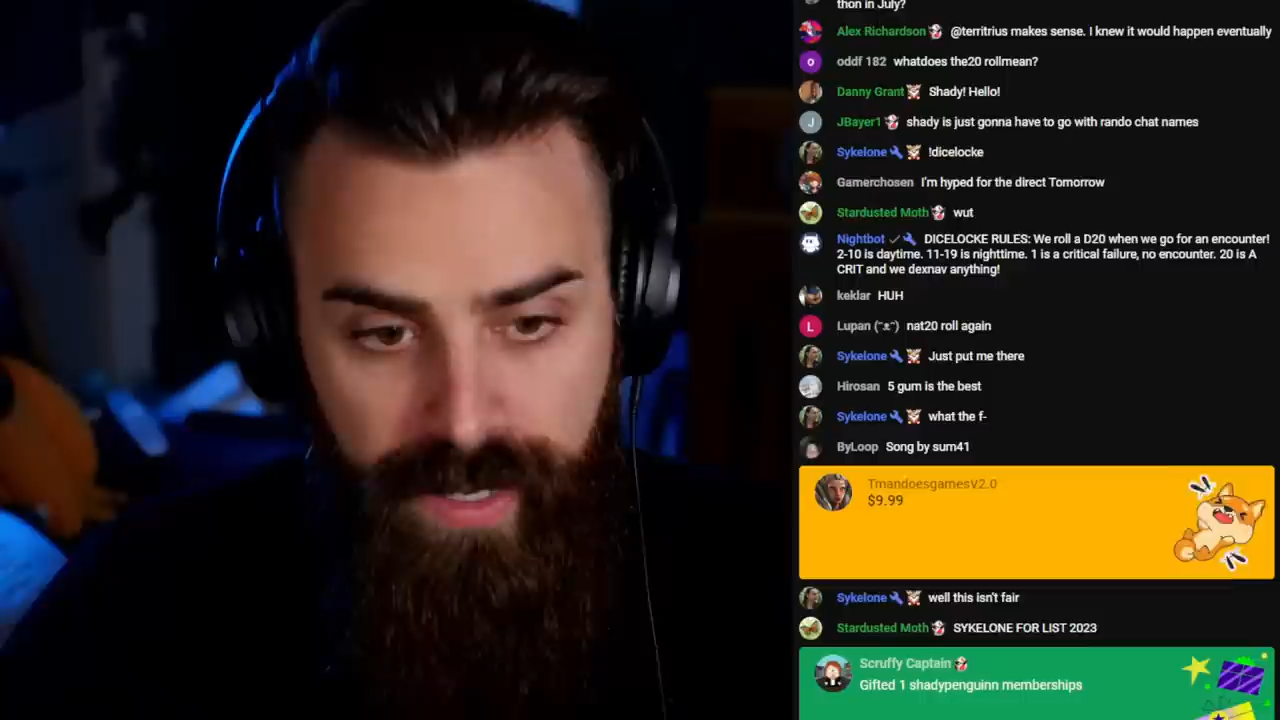 thon in July?
Alex Richardson @territrius makes sense. I knew it would happen eventually
O oddf 182 whatdoes the20 rollmean?
Danny Grant Shady! Hello!
J JBayer1 shady is just gonna have to go with rando chat names
Sykelone !dicelocke
Gamerchosen I'm hyped for the direct Tomorrow
Stardusted Moth wut
Nightbot DICELOCKE RULES: We roll a D20 when we go for an encounter!
2-10 is daytime. 11-19 is nighttime. 1 is a critical failure, no encounter. 20 is A
CRIT and we dexnav anything!
keklar HUH
L Lupan (˘ᴥ˘) nat20 roll again
Sykelone Just put me there
Hirosan 5 gum is the best
Sykelone what the f-
ByLoop Song by sum41
TmandoesgamesV.2.0
$9.99
Sykelone well this isn't fair
Stardusted Moth SYKELONE FOR LIST 2023
Scruffy Captain
Gifted 1 shadypenguinn memberships